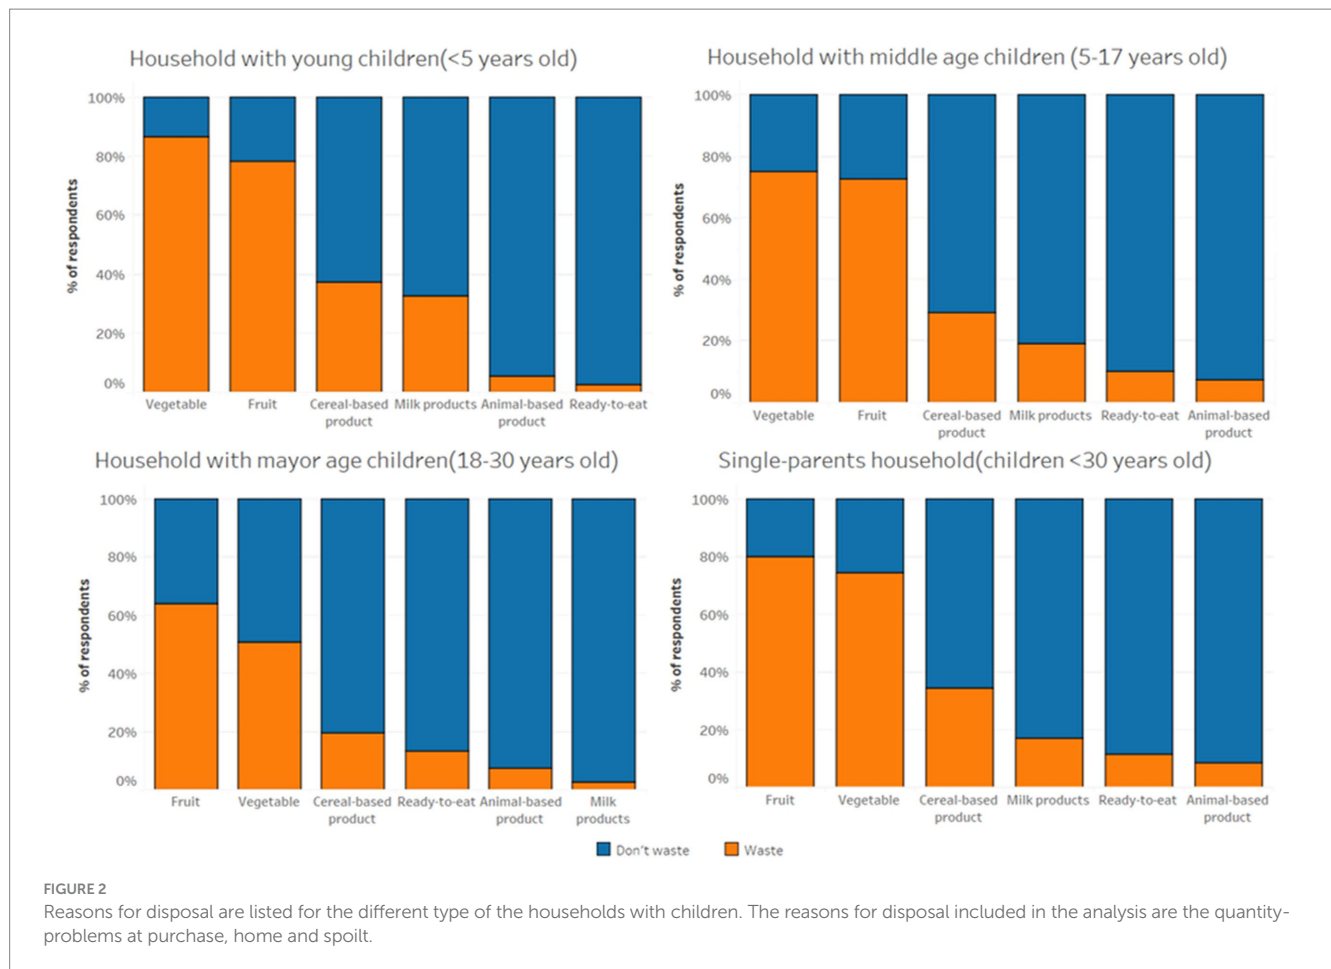 Household with young children(<5 years old)
100%
80%
60%
40%
20%
0%
% of respondents
Vegetable
Fruit
Cereal-based
product
Milk products
Animal-based
product
Ready-to-eat
Household with middle age children (5-17 years old)
100%
80%
60%
40%
20%
0%
% of respondents
Vegetable
Fruit
Cereal-based
product
Milk products
Ready-to-eat
Animal-based
product
Household with mayor age children(18-30 years old)
100%
80%
60%
40%
20%
0%
% of respondents
Fruit
Vegetable
Cereal-based
product
Ready-to-eat
Animal-based
product
Milk
products
Single-parents household(children <30 years old)
100%
80%
60%
40%
20%
0%
% of respondents
Fruit
Vegetable
Cereal-based
product
Milk products
Ready-to-eat
Animal-based
product
Don't waste
Waste
FIGURE 2
Reasons for disposal are listed for the different type of the households with children. The reasons for disposal included in the analysis are the quantity-
problems at purchase, home and spoilt.